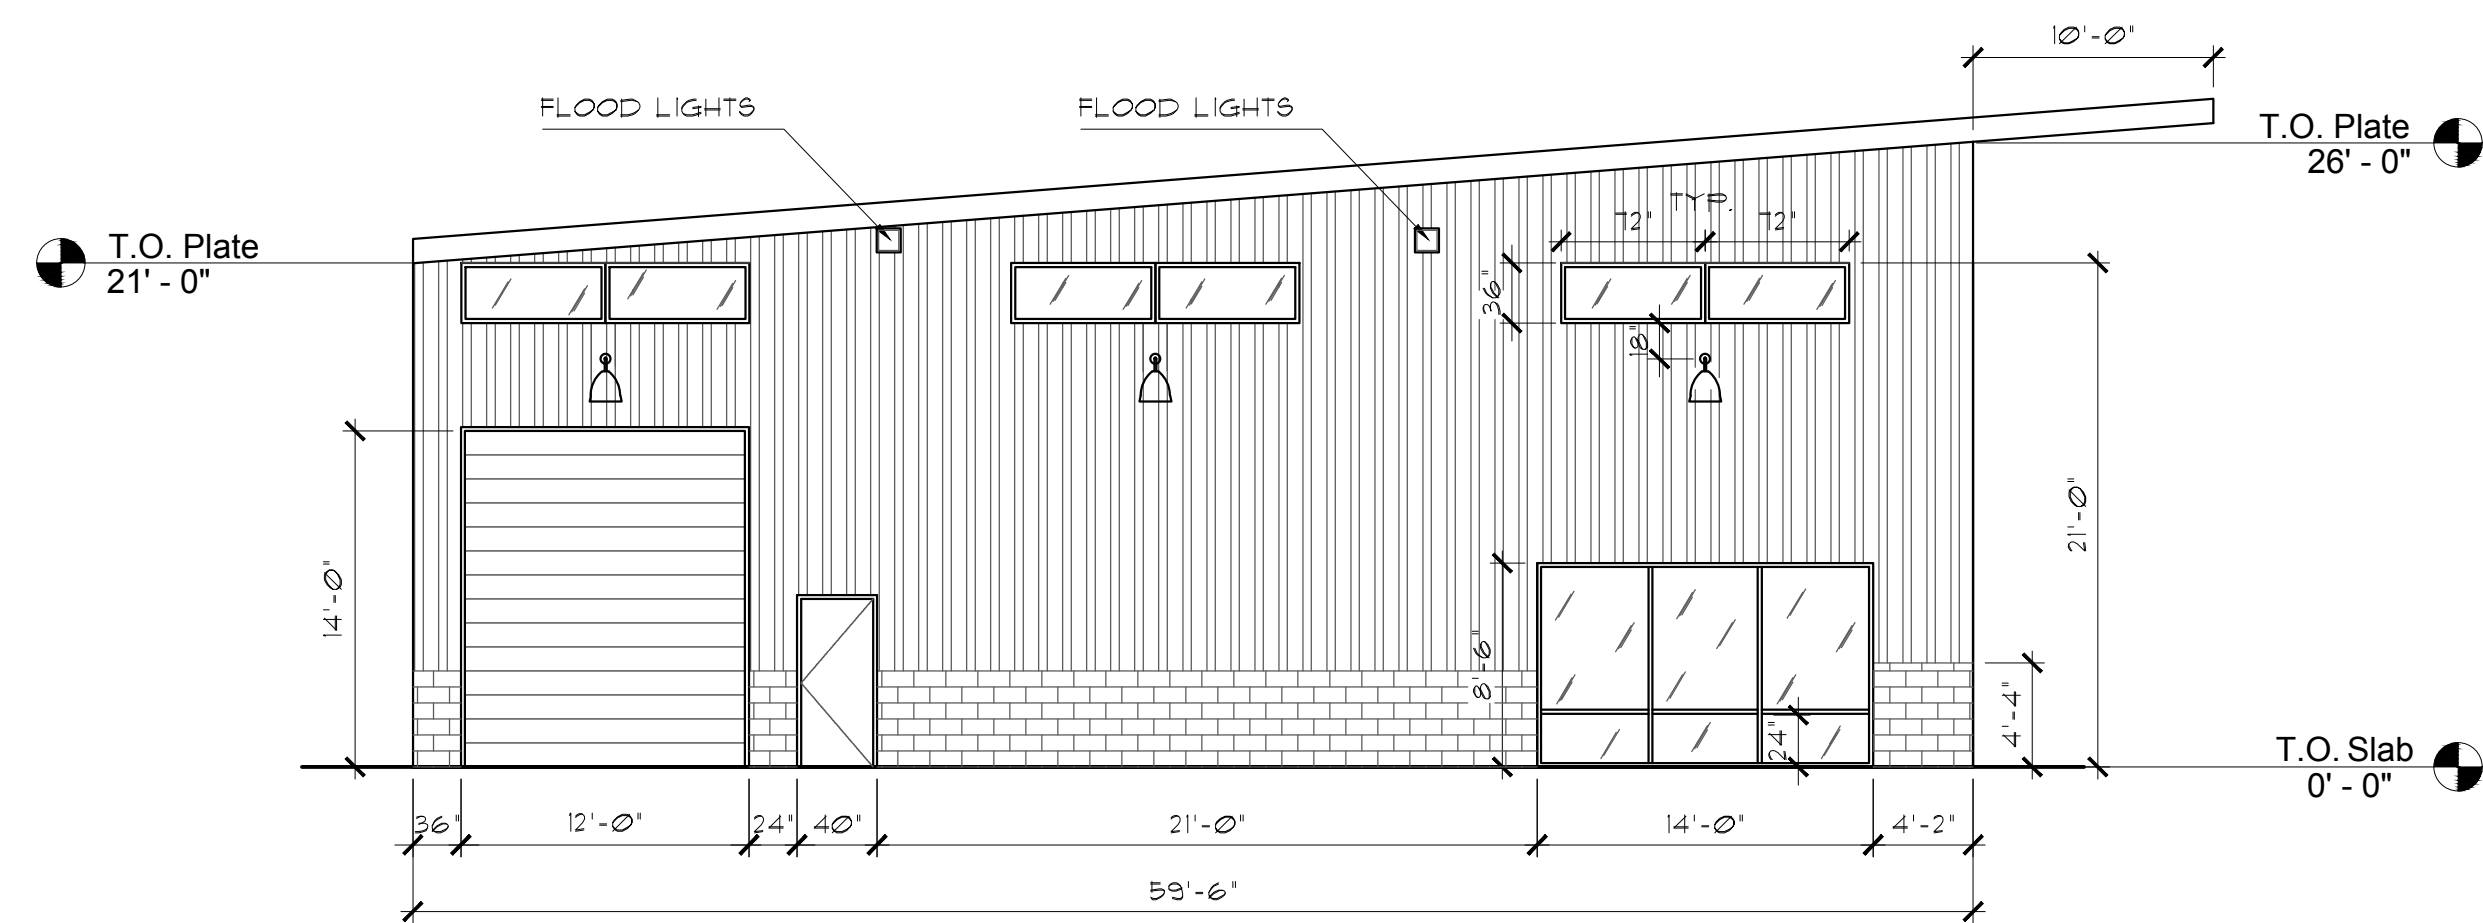 10'-0"
FLOOD LIGHTS
FLOOD LIGHTS
T.O. Plate
26' - 0"
TYP.
72"
72"
T.O. Plate
21' - 0"
36"
18"
21'-0"
14'-0"
8'-6"
24"
4'-4"
T.O. Slab
0' - 0"
36"
12'-0"
24"
40"
21'-0"
14'-0"
4'-2"
59'-6"